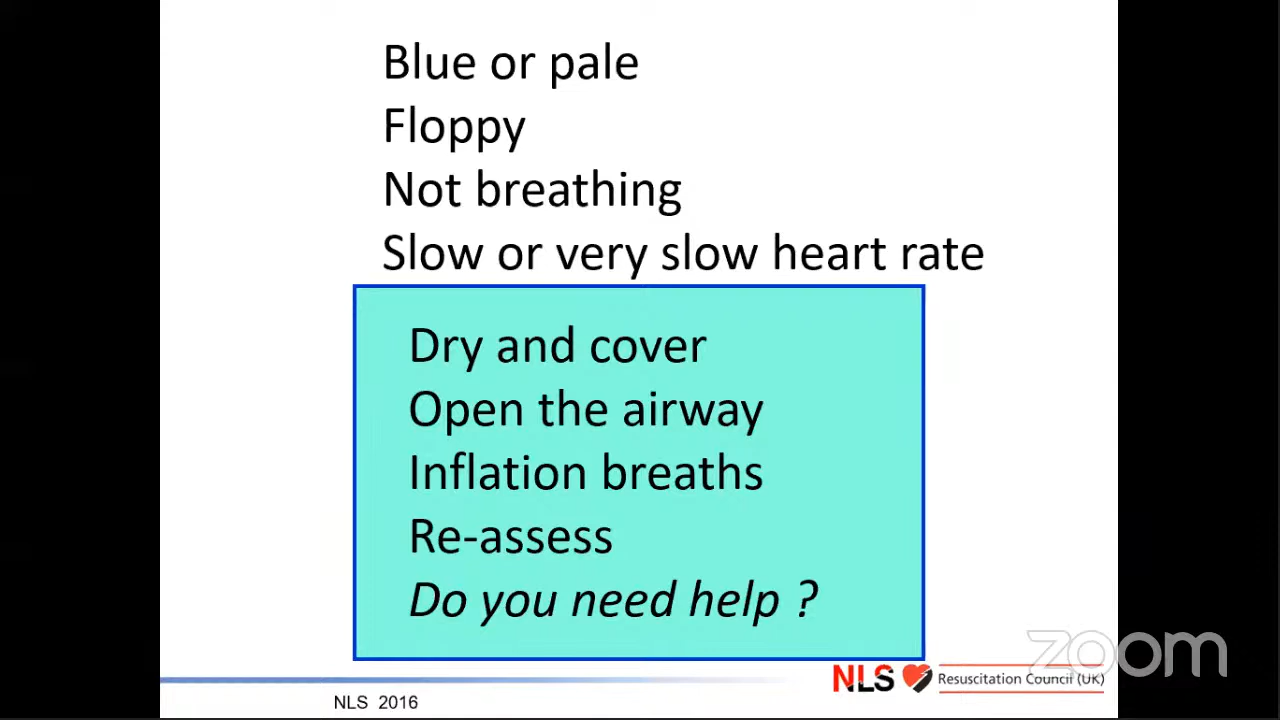 Blue or pale
Floppy
Not breathing
Slow or very slow heart rate
Dry and cover
Open the airway
Inflation breaths
Re-assess
Do you need help ?
zoom
NLS Resuscitation Council (UK)
NLS 2016